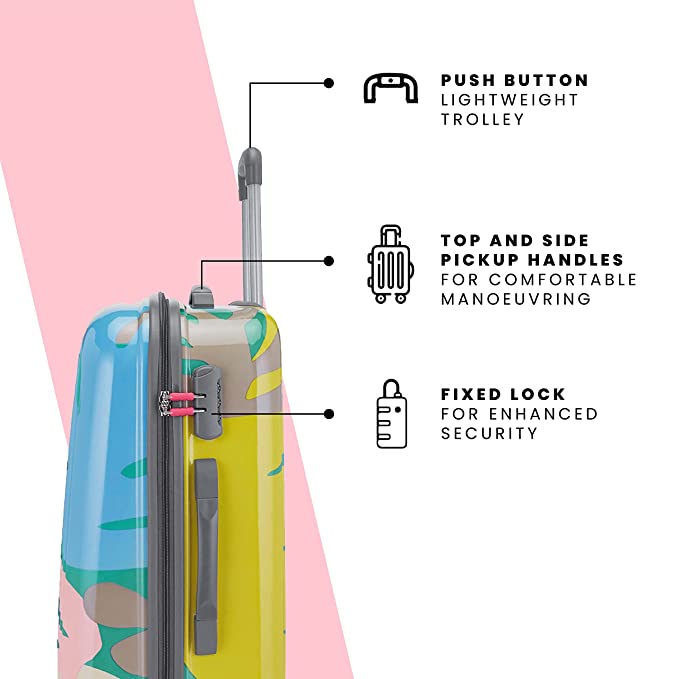 PUSH BUTTON
LIGHTWEIGHT
TROLLEY
TOP AND SIDE
PICKUP HANDLES
FOR COMFORTABLE
MANOEUVRING
FIXED LOCK
FOR ENHANCED
SECURITY